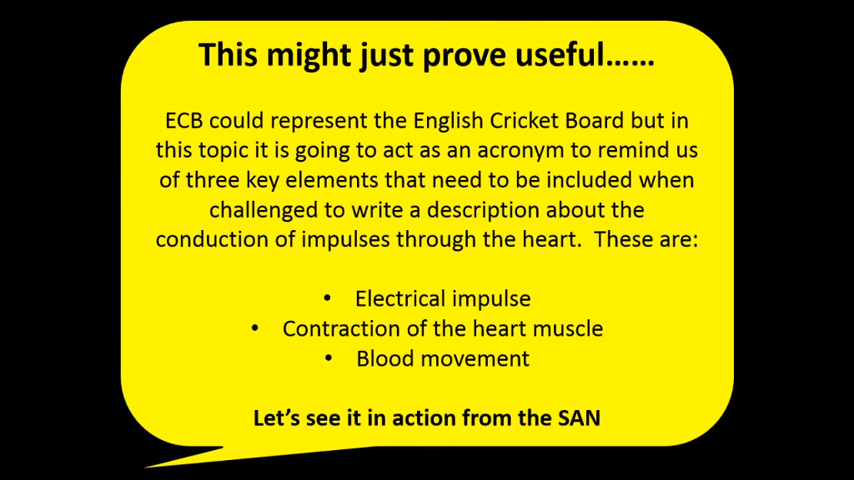 This might just prove useful……
ECB could represent the English Cricket Board but in
this topic it is going to act as an acronym to remind us
of three key elements that need to be included when
challenged to write a description about the
conduction of impulses through the heart.  These are:
• Electrical impulse
• Contraction of the heart muscle
• Blood movement
Let’s see it in action from the SAN